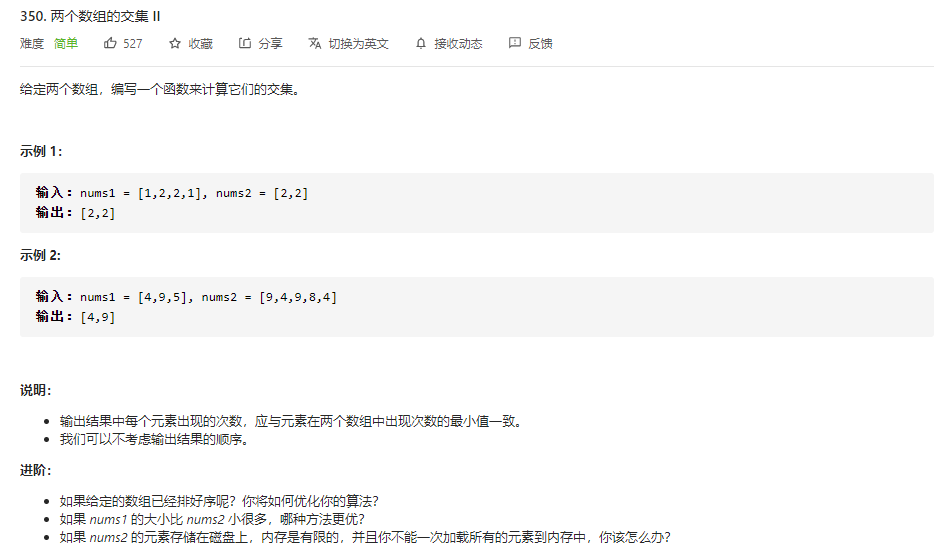 350. 两个数组的交集 II
难度 简单 527 收藏 分享 切换为英文 接收动态 反馈
给定两个数组，编写一个函数来计算它们的交集。
示例 1:
输入：nums1 = [1,2,2,1], nums2 = [2,2]
输出：[2,2]
示例 2:
输入：nums1 = [4,9,5], nums2 = [9,4,9,8,4]
输出：[4,9]
说明：
输出结果中每个元素出现的次数，应与元素在两个数组中出现次数的最小值一致。
我们可以不考虑输出结果的顺序。
进阶：
如果给定的数组已经排好序呢？你将如何优化你的算法？
如果 nums1 的大小比 nums2 小很多，哪种方法更优？
如果 nums2 的元素存储在磁盘上，内存是有限的，并且你不能一次加载所有的元素到内存中，你该怎么办？